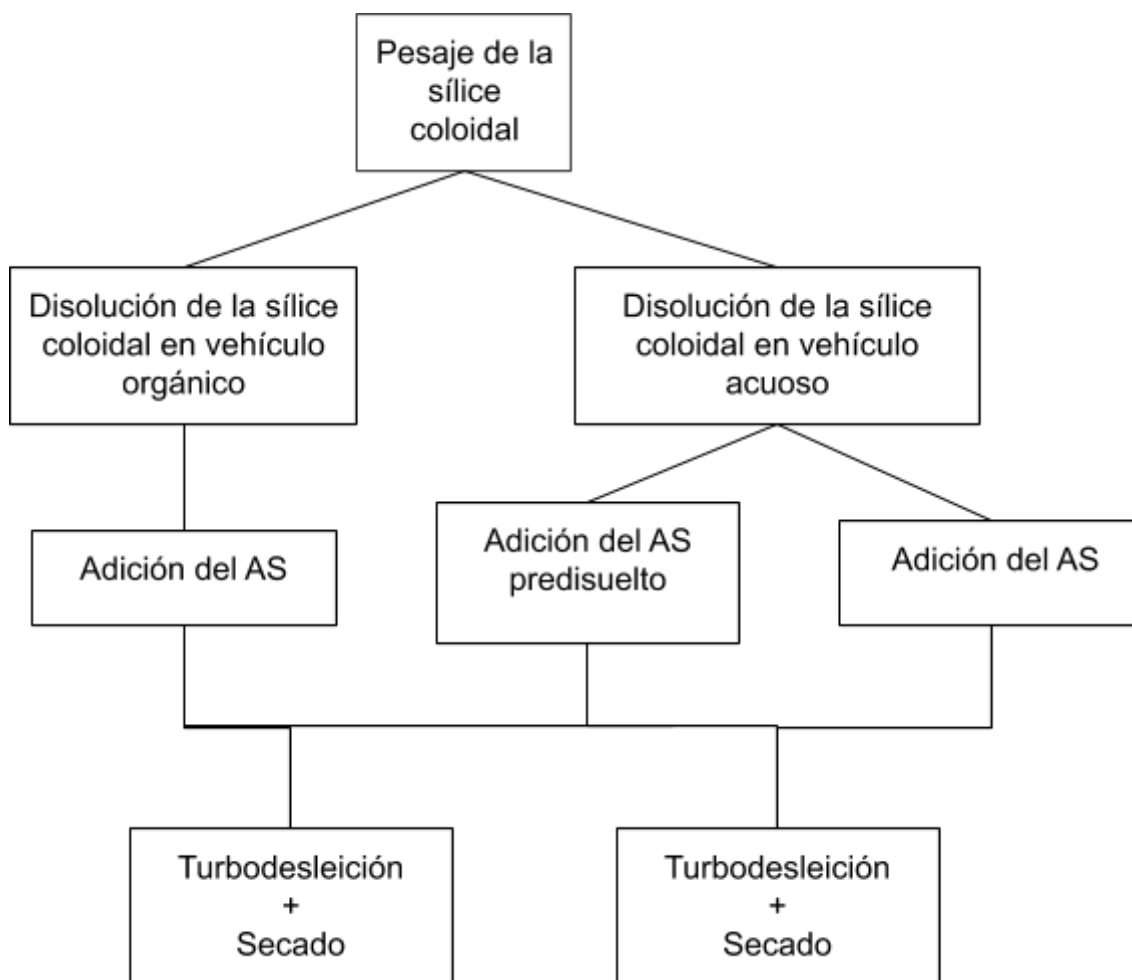 Pesaje de la
sílice
coloidal
Disolución de la sílice
coloidal en vehículo
orgánico
Disolución de la sílice
coloidal en vehículo
acuoso
Adición del AS
Adición del AS
predisuelto
Adición del AS
Turbodesleición
+
Secado
Turbodesleición
+
Secado